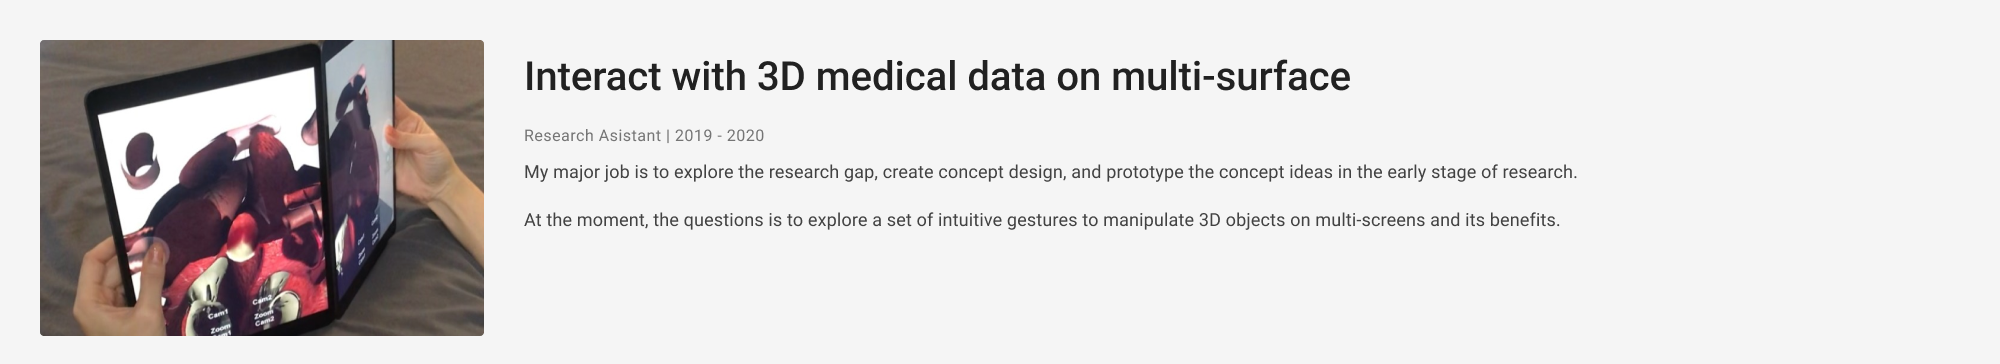 Interact with 3D medical data on multi-surface
Research Asistant | 2019 - 2020
My major job is to explore the research gap, create concept design, and prototype the concept ideas in the early stage of research.
At the moment, the questions is to explore a set of intuitive gestures to manipulate 3D objects on multi-screens and its benefits.
Cam1
Cam2
Zoom
Cam1
Zoom
Cam2